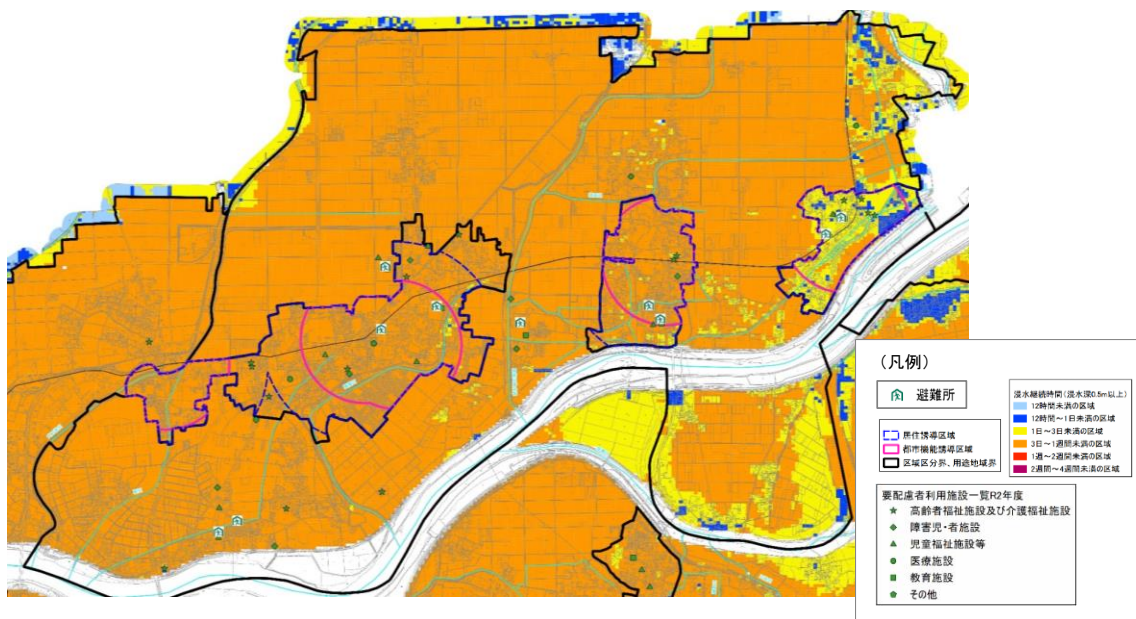 (凡例)
避難所
居住誘導区域
都市機能誘導区域
区域区分界、用途地域界
浸水継続時間(浸水深0.5m以上)
12時間未満の区域
12時間~1日未満の区域
1日~3日未満の区域
3日~1週間未満の区域
1週~2週間未満の区域
2週間~4週間未満の区域
要配慮者利用施設一覧R2年度
高齢者福祉施設及び介護福祉施設
障害児・者施設
児童福祉施設等
医療施設
教育施設
その他